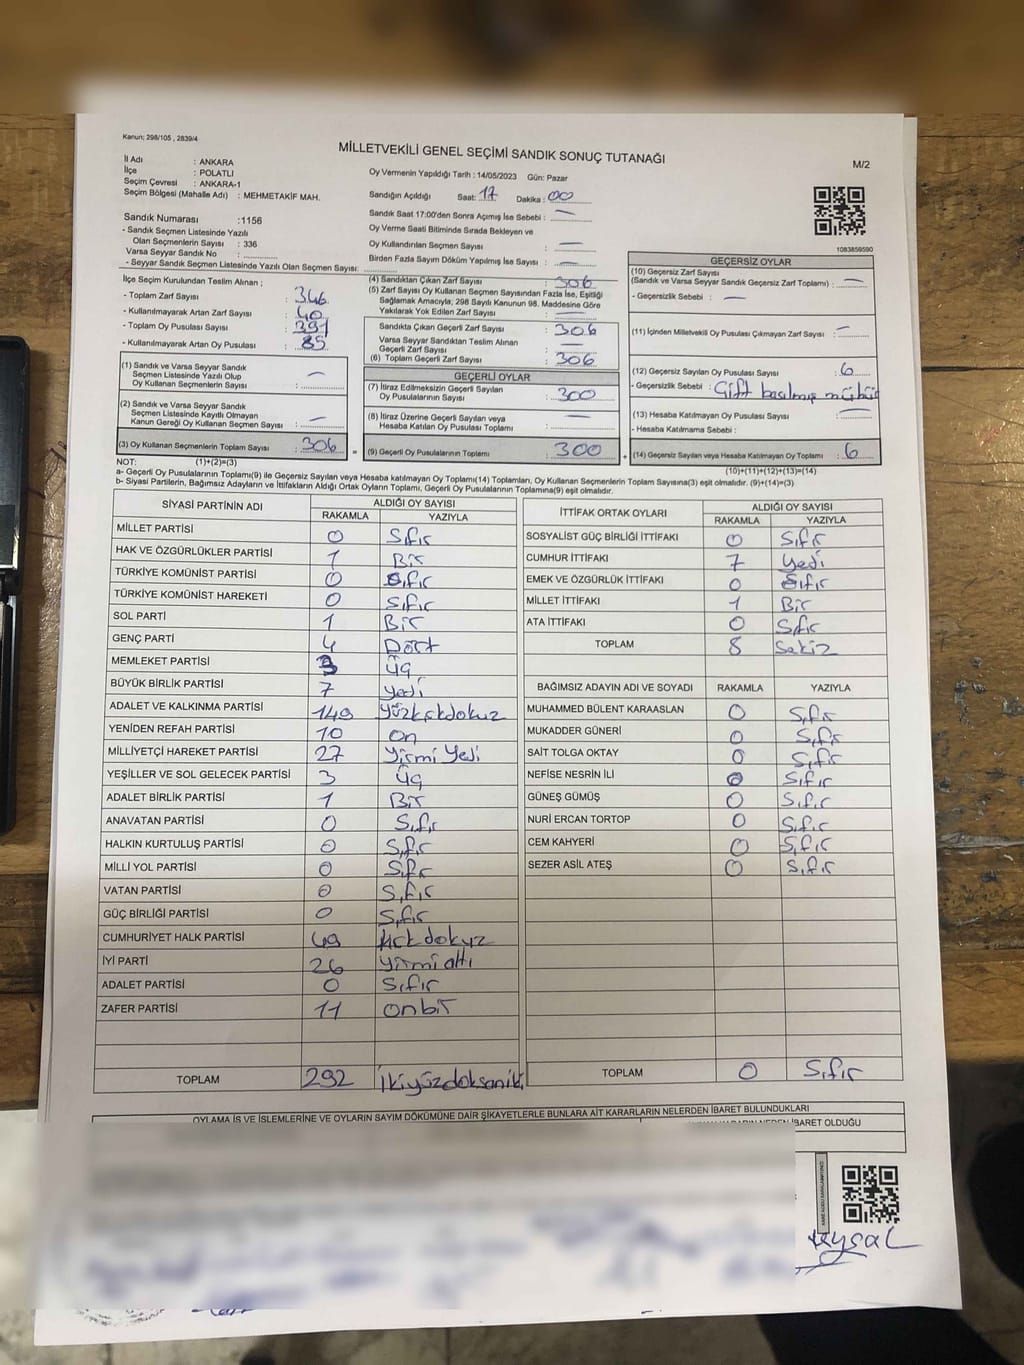 Kanun; 298/105 , 2839/4
MİLLETVEKİLİ GENEL SEÇİMİ SANDIK SONUÇ TUTANAĞI
M/2
İl Adı : ANKARA
İlçe : POLATLI
Seçim Çevresi : ANKARA-1
Seçim Bölgesi (Mahalle Adı) : MEHMETAKİF MAH.
Sandık Numarası :1156
- Sandık Seçmen Listesinde Yazılı
Olan Seçmenlerin Sayısı : 336
Varsa Seyyar Sandık No :
- Seyyar Sandık Seçmen Listesinde Yazılı Olan Seçmen Sayısı:
Oy Vermenin Yapıldığı Tarih : 14/05/2023 Gün: Pazar
Sandığın Açıldığı Saat: 17 Dakika : 00
Sandık Saat 17:00'den Sonra Açımış İse Sebebi : —
Oy Verme Saati Bitiminde Sırada Bekleyen ve
Oy Kullandırılan Seçmen Sayısı : —
Birden Fazla Sayım Döküm Yapılmış İse Sayısı : —
1083859590
İlçe Seçim Kurulundan Teslim Alınan ;
- Toplam Zarf Sayısı : 346
- Kullanılmayarak Artan Zarf Sayısı : 40
- Toplam Oy Pusulası Sayısı : 391
- Kullanılmayarak Artan Oy Pusulası : 85
(1) Sandık ve Varsa Seyyar Sandık
Seçmen Listesinde Yazılı Olup
Oy Kullanan Seçmenlerin Sayısı : —
(2) Sandık ve Varsa Seyyar Sandık
Seçmen Listesinde Kayıtlı Olmayan
Kanun Gereği Oy Kullanan Seçmen Sayısı : —
(3) Oy Kullanan Seçmenlerin Toplam Sayısı : 306
(4) Sandıktan Çıkan Zarf Sayısı : 306
(5) Zarf Sayısı Oy Kullanan Seçmen Sayısından Fazla İse, Eşitliği
Sağlamak Amacıyla; 298 Sayılı Kanunun 98. Maddesine Göre
Yakılarak Yok Edilen Zarf Sayısı : —
Sandıkta Çıkan Geçerli Zarf Sayısı : 306
Varsa Seyyar Sandıktan Teslim Alınan
Geçerli Zarf Sayısı : —
(6) Toplam Geçerli Zarf Sayısı : 306
GEÇERLİ OYLAR
(7) İtiraz Edilmeksizin Geçerli Sayılan
Oy Pusulalarının Sayısı : 300
(8) İtiraz Üzerine Geçerli Sayılan veya
Hesaba Katılan Oy Pusulası Toplamı : —
= (9) Geçerli Oy Pusulalarının Toplamı : 300
GEÇERSİZ OYLAR
(10) Geçersiz Zarf Sayısı
(Sandık ve Varsa Seyyar Sandık Geçersiz Zarf Toplamı) : —
- Geçersizlik Sebebi : —
(11) İçinden Milletvekili Oy Pusulası Çıkmayan Zarf Sayısı : —
(12) Geçersiz Sayılan Oy Pusulası Sayısı : 6
- Geçersizlik Sebebi : Çift basılmış mühür
(13) Hesaba Katılmayan Oy Pusulası Sayısı : —
- Hesaba Katılmama Sebebi :
+ (14) Geçersiz Sayılan veya Hesaba Katılmayan Oy Toplamı : 6
NOT: (1)+(2)=(3)
(10)+(11)+(12)+(13)=(14)
a- Geçerli Oy Pusulalarının Toplamı(9) ile Geçersiz Sayılan veya Hesaba katılmayan Oy Toplamı(14) Toplamları, Oy Kullanan Seçmenlerin Toplam Sayısına(3) eşit olmalıdır. (9)+(14)=(3)
b- Siyasi Partilerin, Bağımsız Adayların ve İttifakların Aldığı Ortak Oyların Toplamı, Geçerli Oy Pusulalarının Toplamına(9) eşit olmalıdır.
SİYASİ PARTİNİN ADI ALDIĞI OY SAYISI
RAKAMLA YAZIYLA
MİLLET PARTİSİ 0 Sıfır
HAK VE ÖZGÜRLÜKLER PARTİSİ 1 Bir
TÜRKİYE KOMÜNİST PARTİSİ 0 Sıfır
TÜRKİYE KOMÜNİST HAREKETİ 0 Sıfır
SOL PARTİ 1 Bir
GENÇ PARTİ 4 Dört
MEMLEKET PARTİSİ 3 Üç
BÜYÜK BİRLİK PARTİSİ 7 yedi
ADALET VE KALKINMA PARTİSİ 149 yüzkırkdokuz
YENİDEN REFAH PARTİSİ 10 on
MİLLİYETÇİ HAREKET PARTİSİ 27 yirmi yedi
YEŞİLLER VE SOL GELECEK PARTİSİ 3 Üç
ADALET BİRLİK PARTİSİ 1 Bir
ANAVATAN PARTİSİ 0 Sıfır
HALKIN KURTULUŞ PARTİSİ 0 Sıfır
MİLLİ YOL PARTİSİ 0 Sıfır
VATAN PARTİSİ 0 Sıfır
GÜÇ BİRLİĞİ PARTİSİ 0 Sıfır
CUMHURİYET HALK PARTİSİ 49 kırkdokuz
İYİ PARTİ 26 yirmi altı
ADALET PARTİSİ 0 Sıfır
ZAFER PARTİSİ 11 onbir
TOPLAM 292 İkiyüzdoksaniki
İTTİFAK ORTAK OYLARI ALDIĞI OY SAYISI
RAKAMLA YAZIYLA
SOSYALİST GÜÇ BİRLİĞİ İTTİFAKI 0 Sıfır
CUMHUR İTTİFAKI 7 yedi
EMEK VE ÖZGÜRLÜK İTTİFAKI 0 Sıfır
MİLLET İTTİFAKI 1 Bir
ATA İTTİFAKI 0 Sıfır
TOPLAM 8 Sekiz
BAĞIMSIZ ADAYIN ADI VE SOYADI RAKAMLA YAZIYLA
MUHAMMED BÜLENT KARAASLAN 0 Sıfır
MUKADDER GÜNERİ 0 Sıfır
SAİT TOLGA OKTAY 0 Sıfır
NEFİSE NESRİN İLİ 0 Sıfır
GÜNEŞ GÜMÜŞ 0 Sıfır
NURİ ERCAN TORTOP 0 Sıfır
CEM KAHYERİ 0 Sıfır
SEZER ASİL ATEŞ 0 Sıfır
TOPLAM 0 Sıfır
OYLAMA İŞ VE İŞLEMLERİNE VE OYLARIN SAYIM DÖKÜMÜNE DAİR ŞİKAYETLERLE BUNLARA AİT KARARLARIN NELERDEN İBARET BULUNDUKLARI
İBARET OLDUĞU